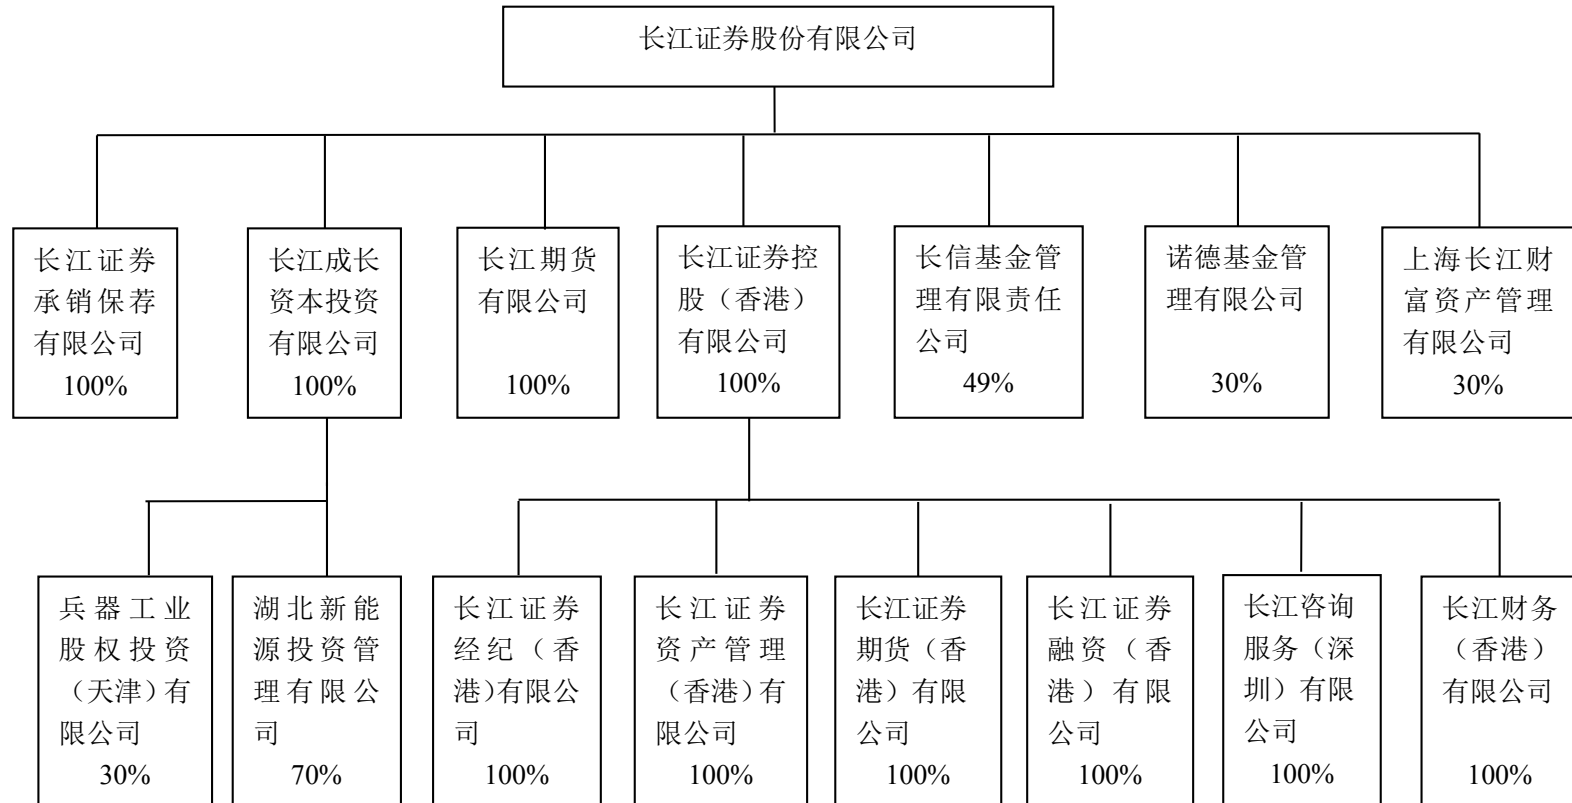 长江证券股份有限公司
长江证券
承销保荐
有限公司
100%
长江成长
资本投资
有限公司
100%
长江期货
有限公司
100%
长江证券控
股（香港）
有限公司
100%
长信基金管
理有限责任
公司
49%
诺德基金管
理有限公司
30%
上海长江财
富资产管理
有限公司
30%
兵器工业
股权投资
（天津）有
限公司
30%
湖北新能
源投资管
理有限公
司
70%
长江证券
经纪（香
港）有限公
司
100%
长江证券
资产管理
（香港）有
限公司
100%
长江证券
期货（香
港）有限
公司
100%
长江证券
融资（香
港）有限
公司
100%
长江咨询
服务（深
圳）有限
公司
100%
长江财务
（香港）
有限公司
100%